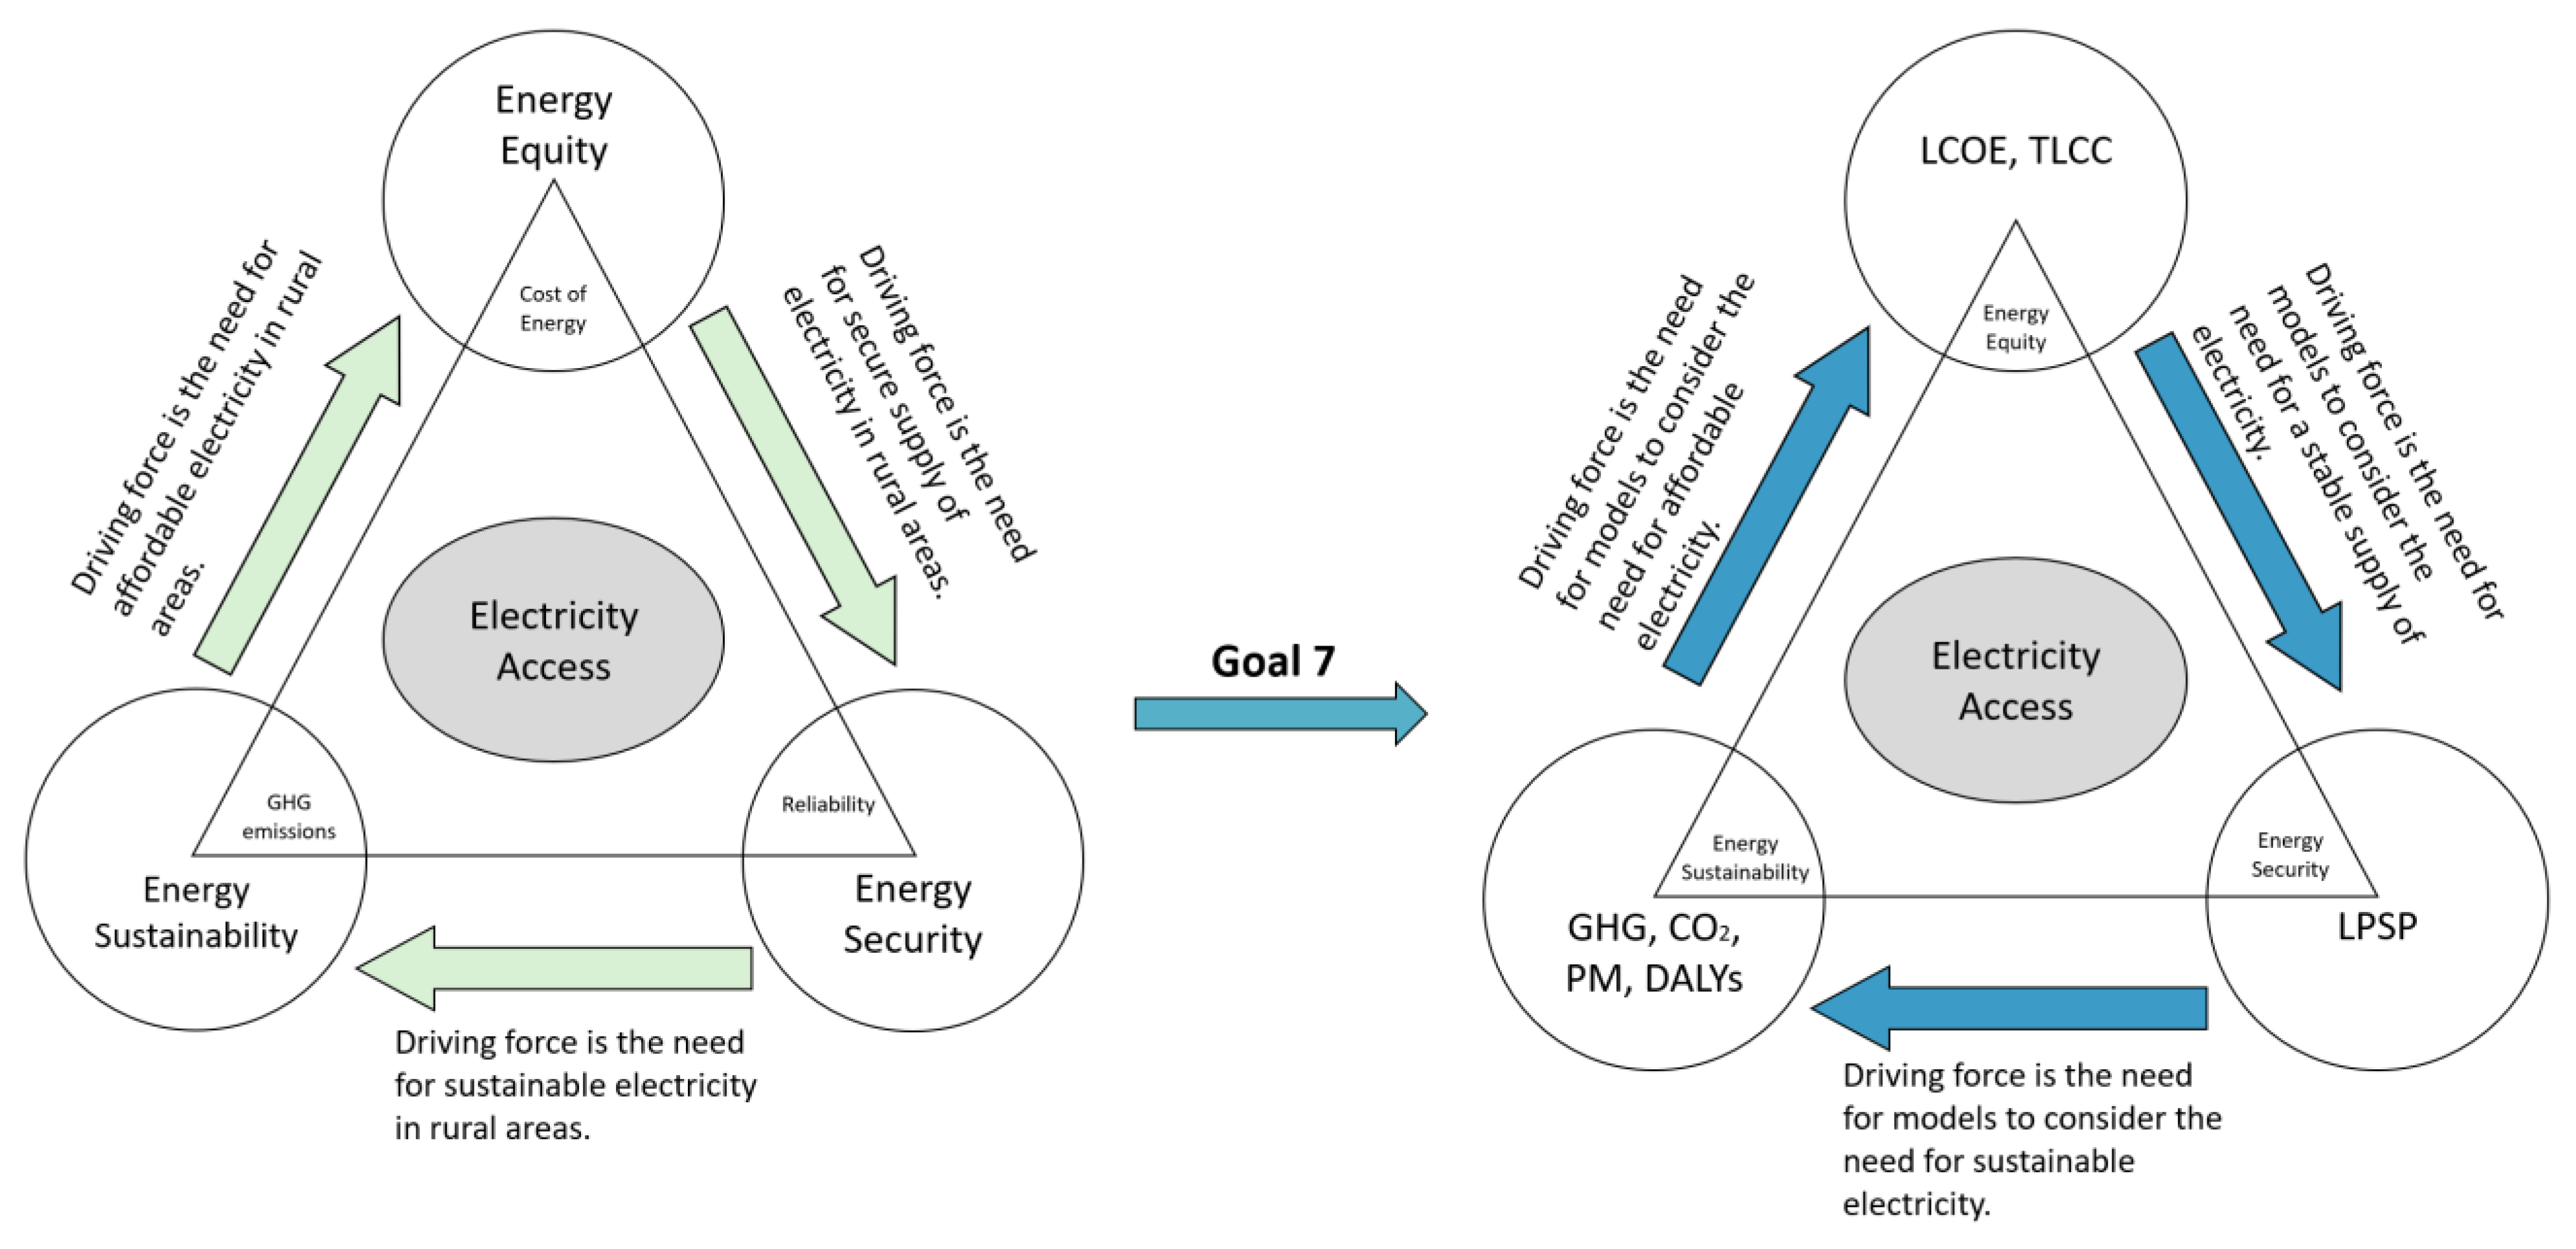 Energy
Equity
Cost of
Energy
Driving force is the need for
affordable electricity in rural
areas.
Driving force is the need
for secure supply of
electricity in rural areas.
Electricity
Access
GHG
emissions
Energy
Sustainability
Reliability
Energy
Security
Driving force is the need
for sustainable electricity
in rural areas.
Goal 7
LCOE, TLCC
Energy
Equity
Driving force is the need
for models to consider the
need for affordable
electricity.
Driving force is the need for
models to consider the
need for a stable supply of
electricity.
Electricity
Access
Energy
Sustainability
GHG, CO₂,
PM, DALYs
Energy
Security
LPSP
Driving force is the need
for models to consider the
need for sustainable
electricity.